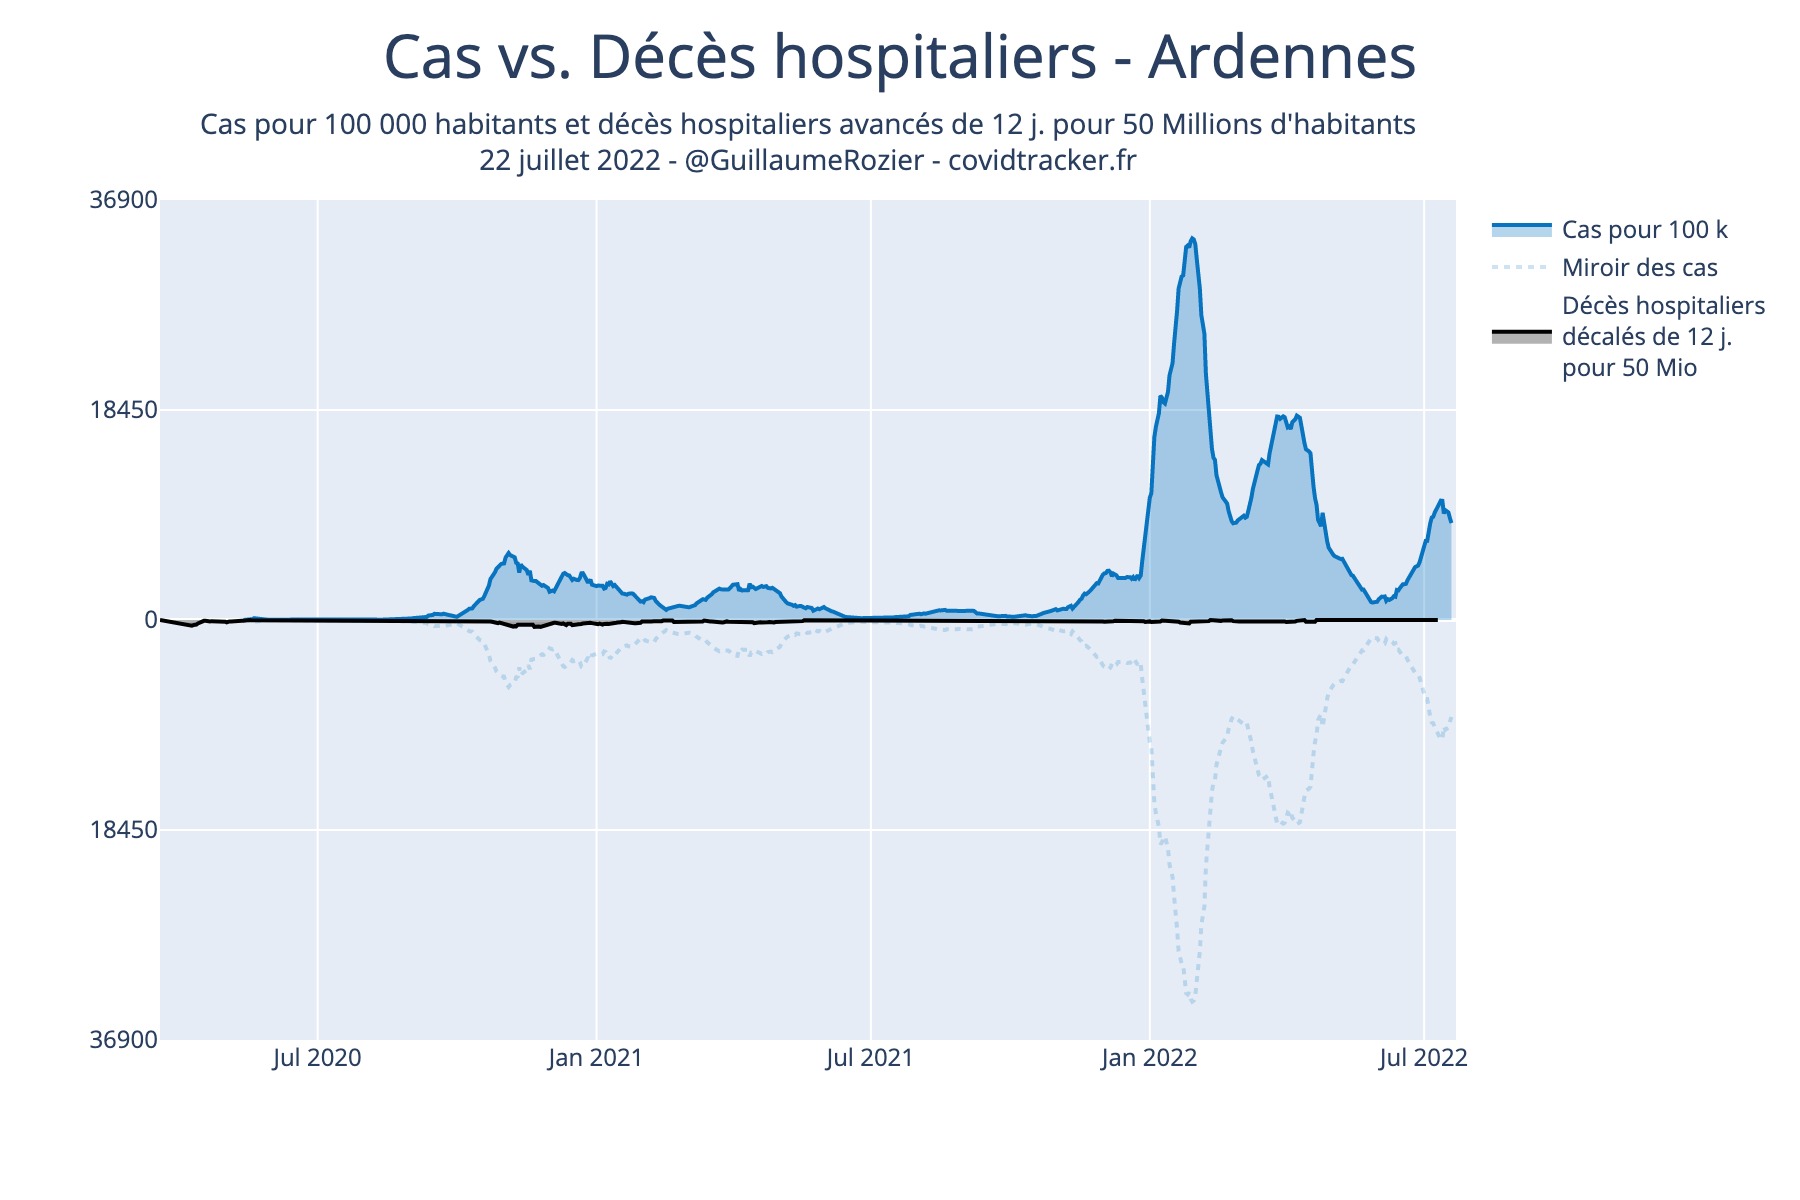 Cas vs. Décès hospitaliers - Ardennes
Cas pour 100 000 habitants et décès hospitaliers avancés de 12 j. pour 50 Millions d'habitants
22 juillet 2022 - @GuillaumeRozier - covidtracker.fr
36900
18450
0
18450
36900
Jul 2020
Jan 2021
Jul 2021
Jan 2022
Jul 2022
Cas pour 100 k
Miroir des cas
Décès hospitaliers
décalés de 12 j.
pour 50 Mio